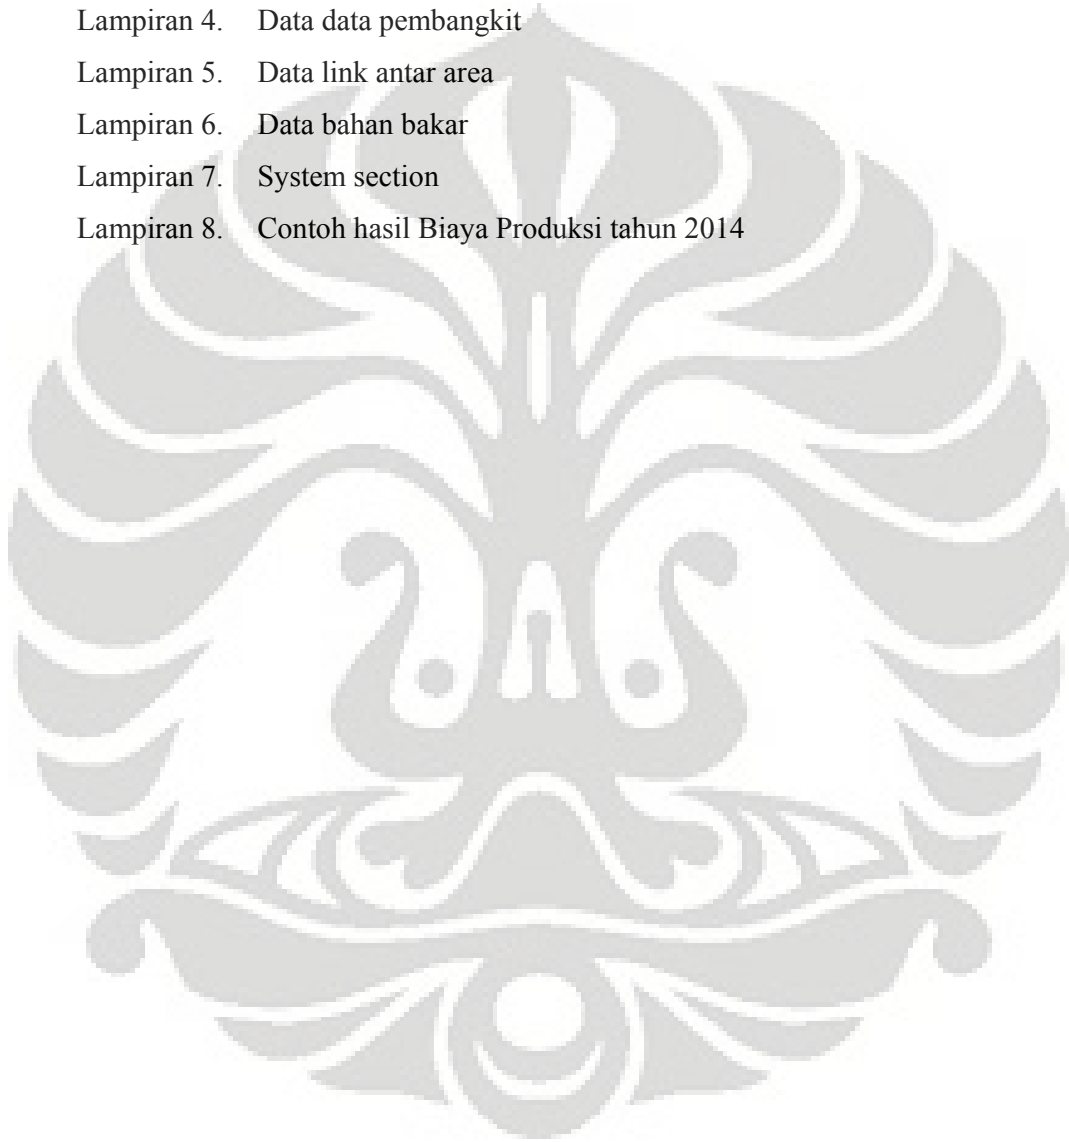 Lampiran 4. Data data pembangkit
Lampiran 5. Data link antar area
Lampiran 6. Data bahan bakar
Lampiran 7. System section
Lampiran 8. Contoh hasil Biaya Produksi tahun 2014